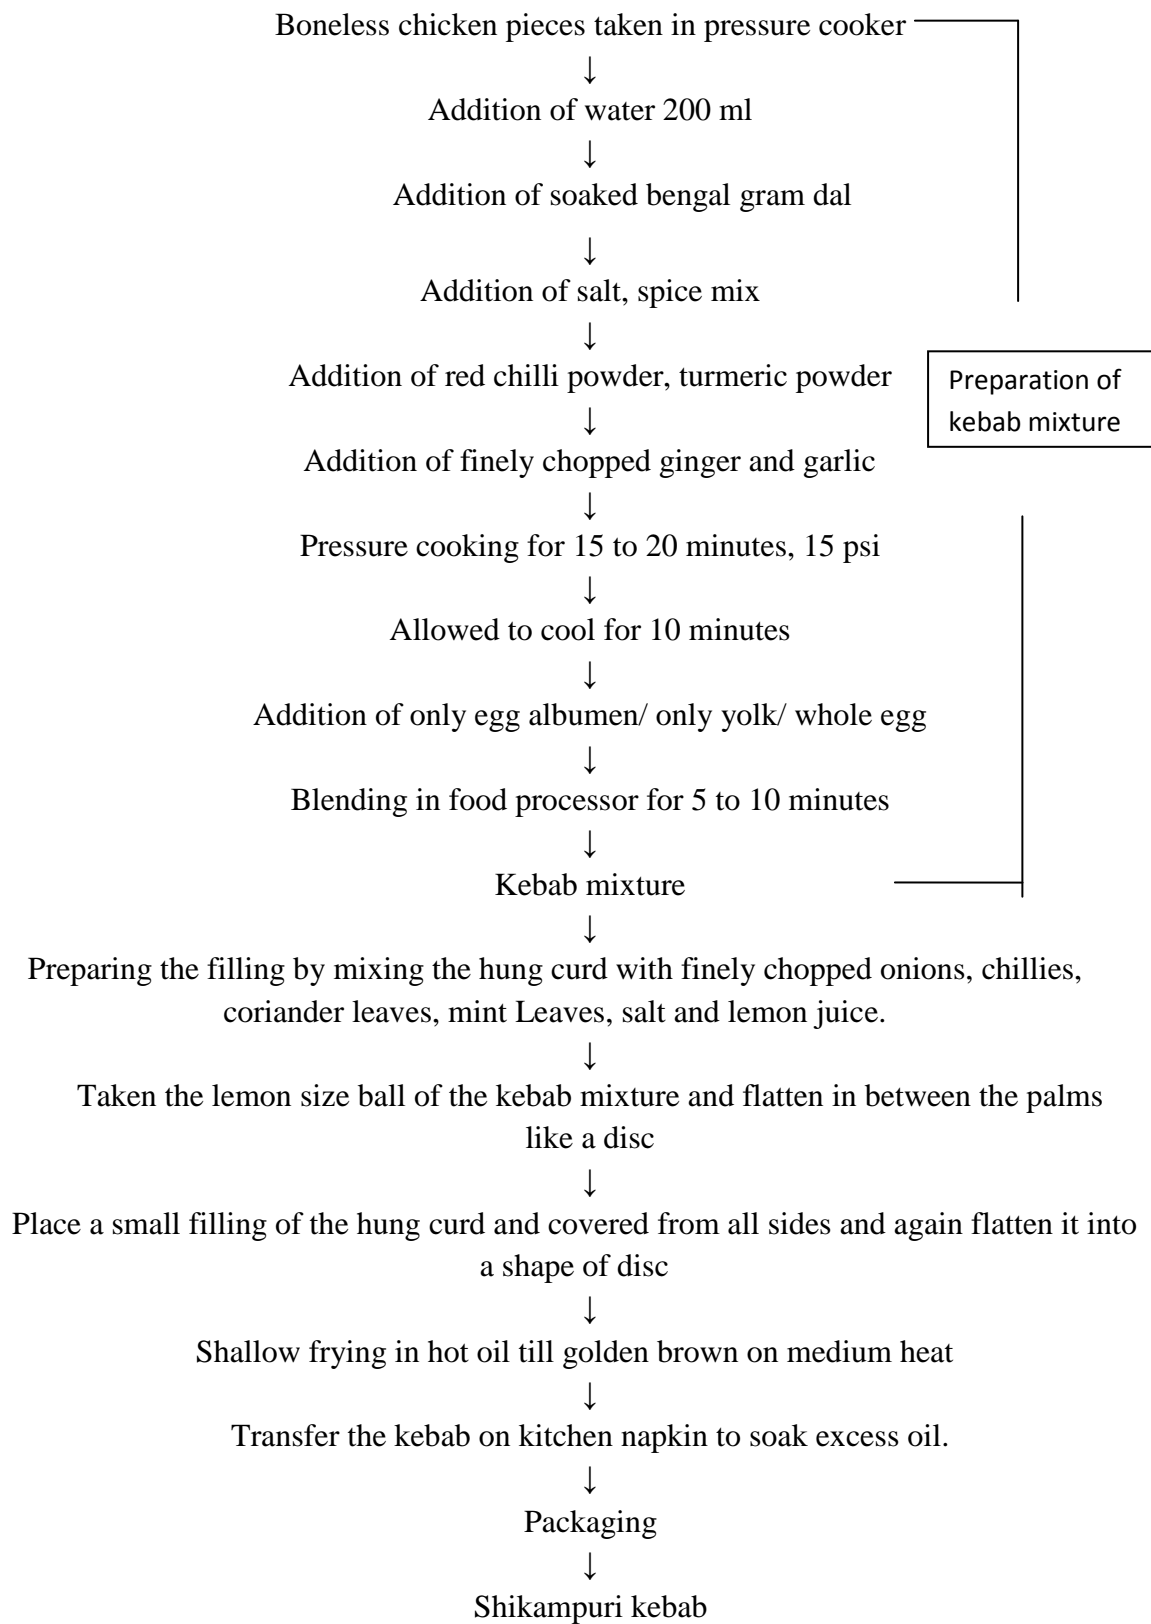 Boneless chicken pieces taken in pressure cooker
↓
Addition of water 200 ml
↓
Addition of soaked bengal gram dal
↓
Addition of salt, spice mix
↓
Addition of red chilli powder, turmeric powder
Preparation of
kebab mixture
↓
Addition of finely chopped ginger and garlic
↓
Pressure cooking for 15 to 20 minutes, 15 psi
↓
Allowed to cool for 10 minutes
↓
Addition of only egg albumen/ only yolk/ whole egg
↓
Blending in food processor for 5 to 10 minutes
↓
Kebab mixture
↓
Preparing the filling by mixing the hung curd with finely chopped onions, chillies,
coriander leaves, mint Leaves, salt and lemon juice.
↓
Taken the lemon size ball of the kebab mixture and flatten in between the palms
like a disc
↓
Place a small filling of the hung curd and covered from all sides and again flatten it into
a shape of disc
↓
Shallow frying in hot oil till golden brown on medium heat
↓
Transfer the kebab on kitchen napkin to soak excess oil.
↓
Packaging
↓
Shikampuri kebab